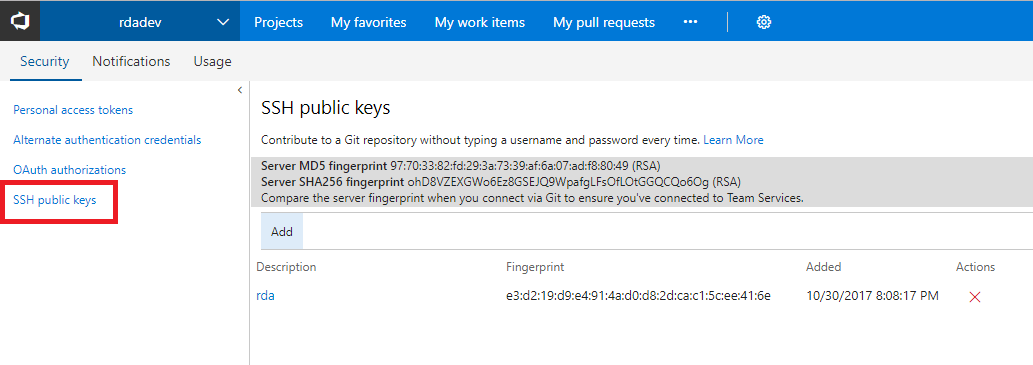 rdadev Projects My favorites My work items My pull requests •••
Security Notifications Usage
Personal access tokens
Alternate authentication credentials
OAuth authorizations
SSH public keys
SSH public keys
Contribute to a Git repository without typing a username and password every time. Learn More
Server MD5 fingerprint 97:70:33:82:fd:29:3a:73:39:af:6a:07:ad:f8:80:49 (RSA)
Server SHA256 fingerprint ohD8VZEXGWo6Ez8GSEJQ9WpafgLFsOfLOtGGQCQo6Og (RSA)
Compare the server fingerprint when you connect via Git to ensure you've connected to Team Services.
Add
Description Fingerprint Added Actions
rda e3:d2:19:d9:e4:91:4a:d0:d8:2d:ca:c1:5c:ee:41:6e 10/30/2017 8:08:17 PM